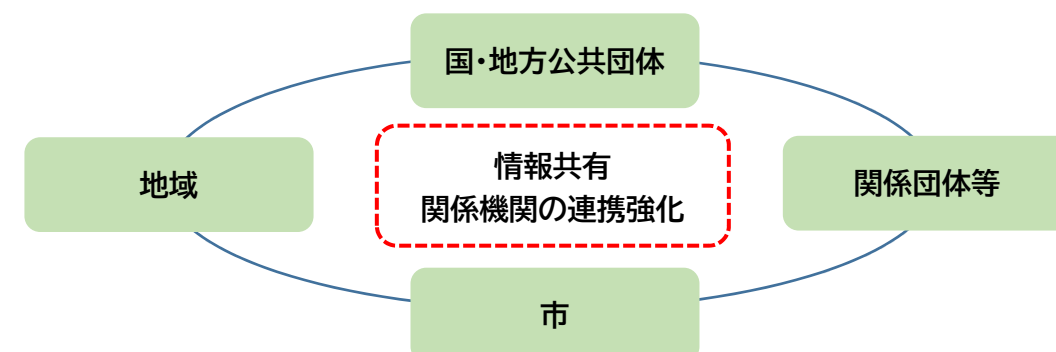 国・地方公共団体
地域
情報共有
関係機関の連携強化
関係団体等
市